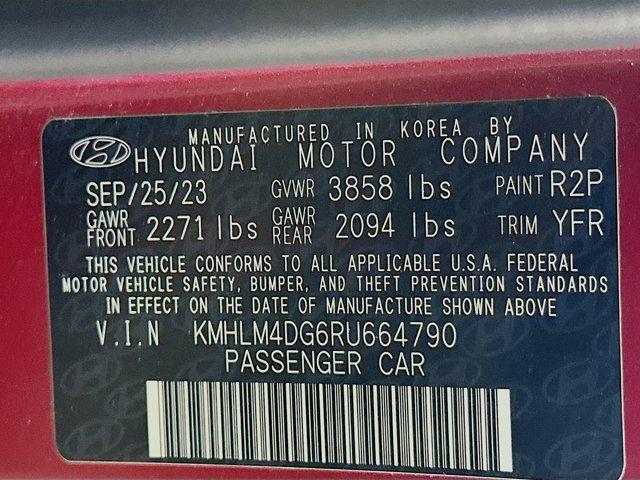 MANUFACTURED IN KOREA BY
HYUNDAI MOTOR COMPANY
SEP/25/23 GVWR 3858 lbs PAINT R2P
GAWR FRONT 2271 lbs GAWR REAR 2094 lbs TRIM YFR
THIS VEHICLE CONFORMS TO ALL APPLICABLE U.S.A. FEDERAL
MOTOR VEHICLE SAFETY, BUMPER, AND THEFT PREVENTION STANDARDS
IN EFFECT ON THE DATE OF MANUFACTURE SHOWN ABOVE
V.I.N KMHLM4DG6RU664790
PASSENGER CAR